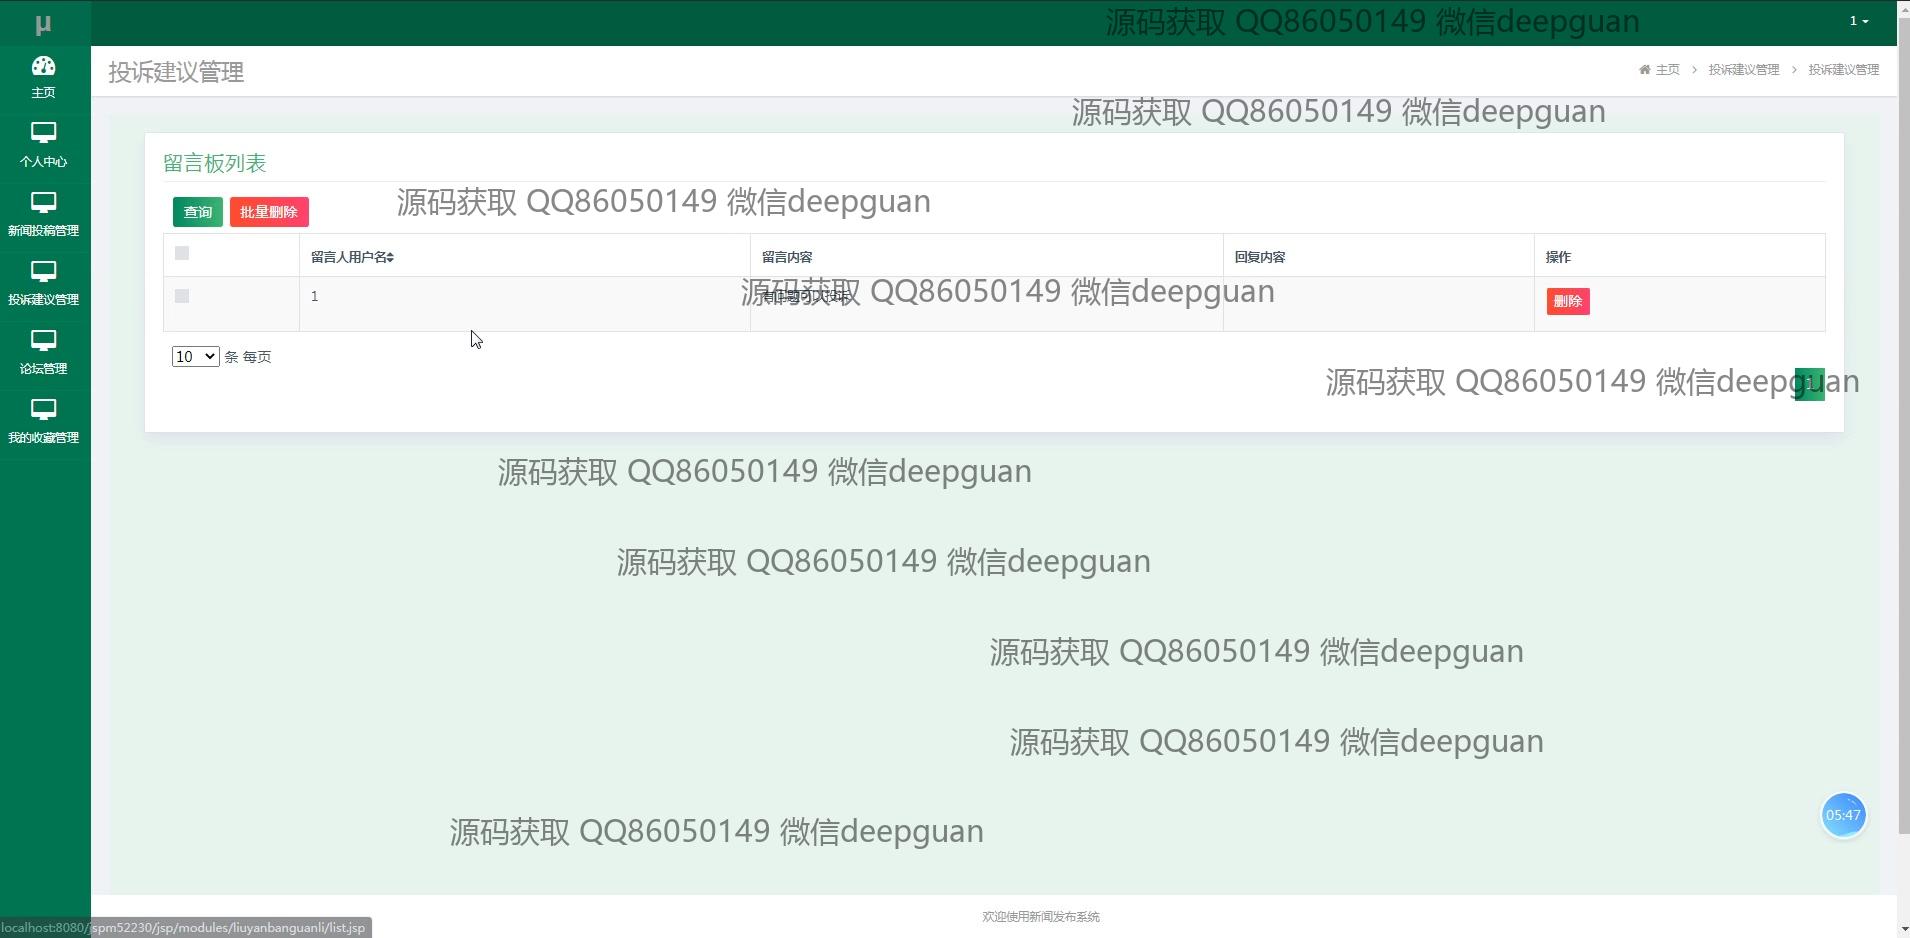 μ
源码获取 QQ86050149 微信deepguan
1
主页
个人中心
新闻投稿管理
投诉建议管理
论坛管理
我的收藏管理
投诉建议管理
主页 > 投诉建议管理 > 投诉建议管理
源码获取 QQ86050149 微信deepguan
留言板列表
查询 批量删除
源码获取 QQ86050149 微信deepguan
留言人用户名 留言内容 回复内容 操作
1 有问题可以投诉 删除
源码获取 QQ86050149 微信deepguan
10 条 每页
源码获取 QQ86050149 微信deepguan
1
源码获取 QQ86050149 微信deepguan
源码获取 QQ86050149 微信deepguan
源码获取 QQ86050149 微信deepguan
源码获取 QQ86050149 微信deepguan
05:47
源码获取 QQ86050149 微信deepguan
欢迎使用新闻发布系统
localhost:8080/jspm52230/jsp/modules/liuyanbanguanli/list.jsp